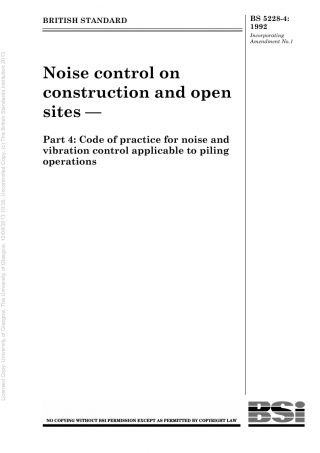 BRITISH STANDARD
BS 5228-4:
1992
Incorporating
Amendment No.1
Noise control on
construction and open
sites —
Part 4: Code of practice for noise and
vibration control applicable to piling
operations
Licensed Copy: University of Glasgow, The University of Glasgow, 12/09/2013 10:05, Uncontrolled Copy, (c) The British Standards Institution 2013
NO COPYING WITHOUT BSI PERMISSION EXCEPT AS PERMITTED BY COPYRIGHT LAW
BSi